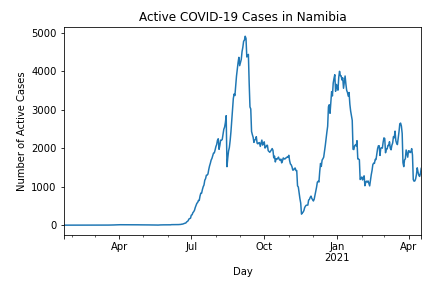 Active COVID-19 Cases in Namibia
5000
4000
3000
2000
1000
0
Number of Active Cases
Apr
Jul
Oct
Jan
2021
Apr
Day